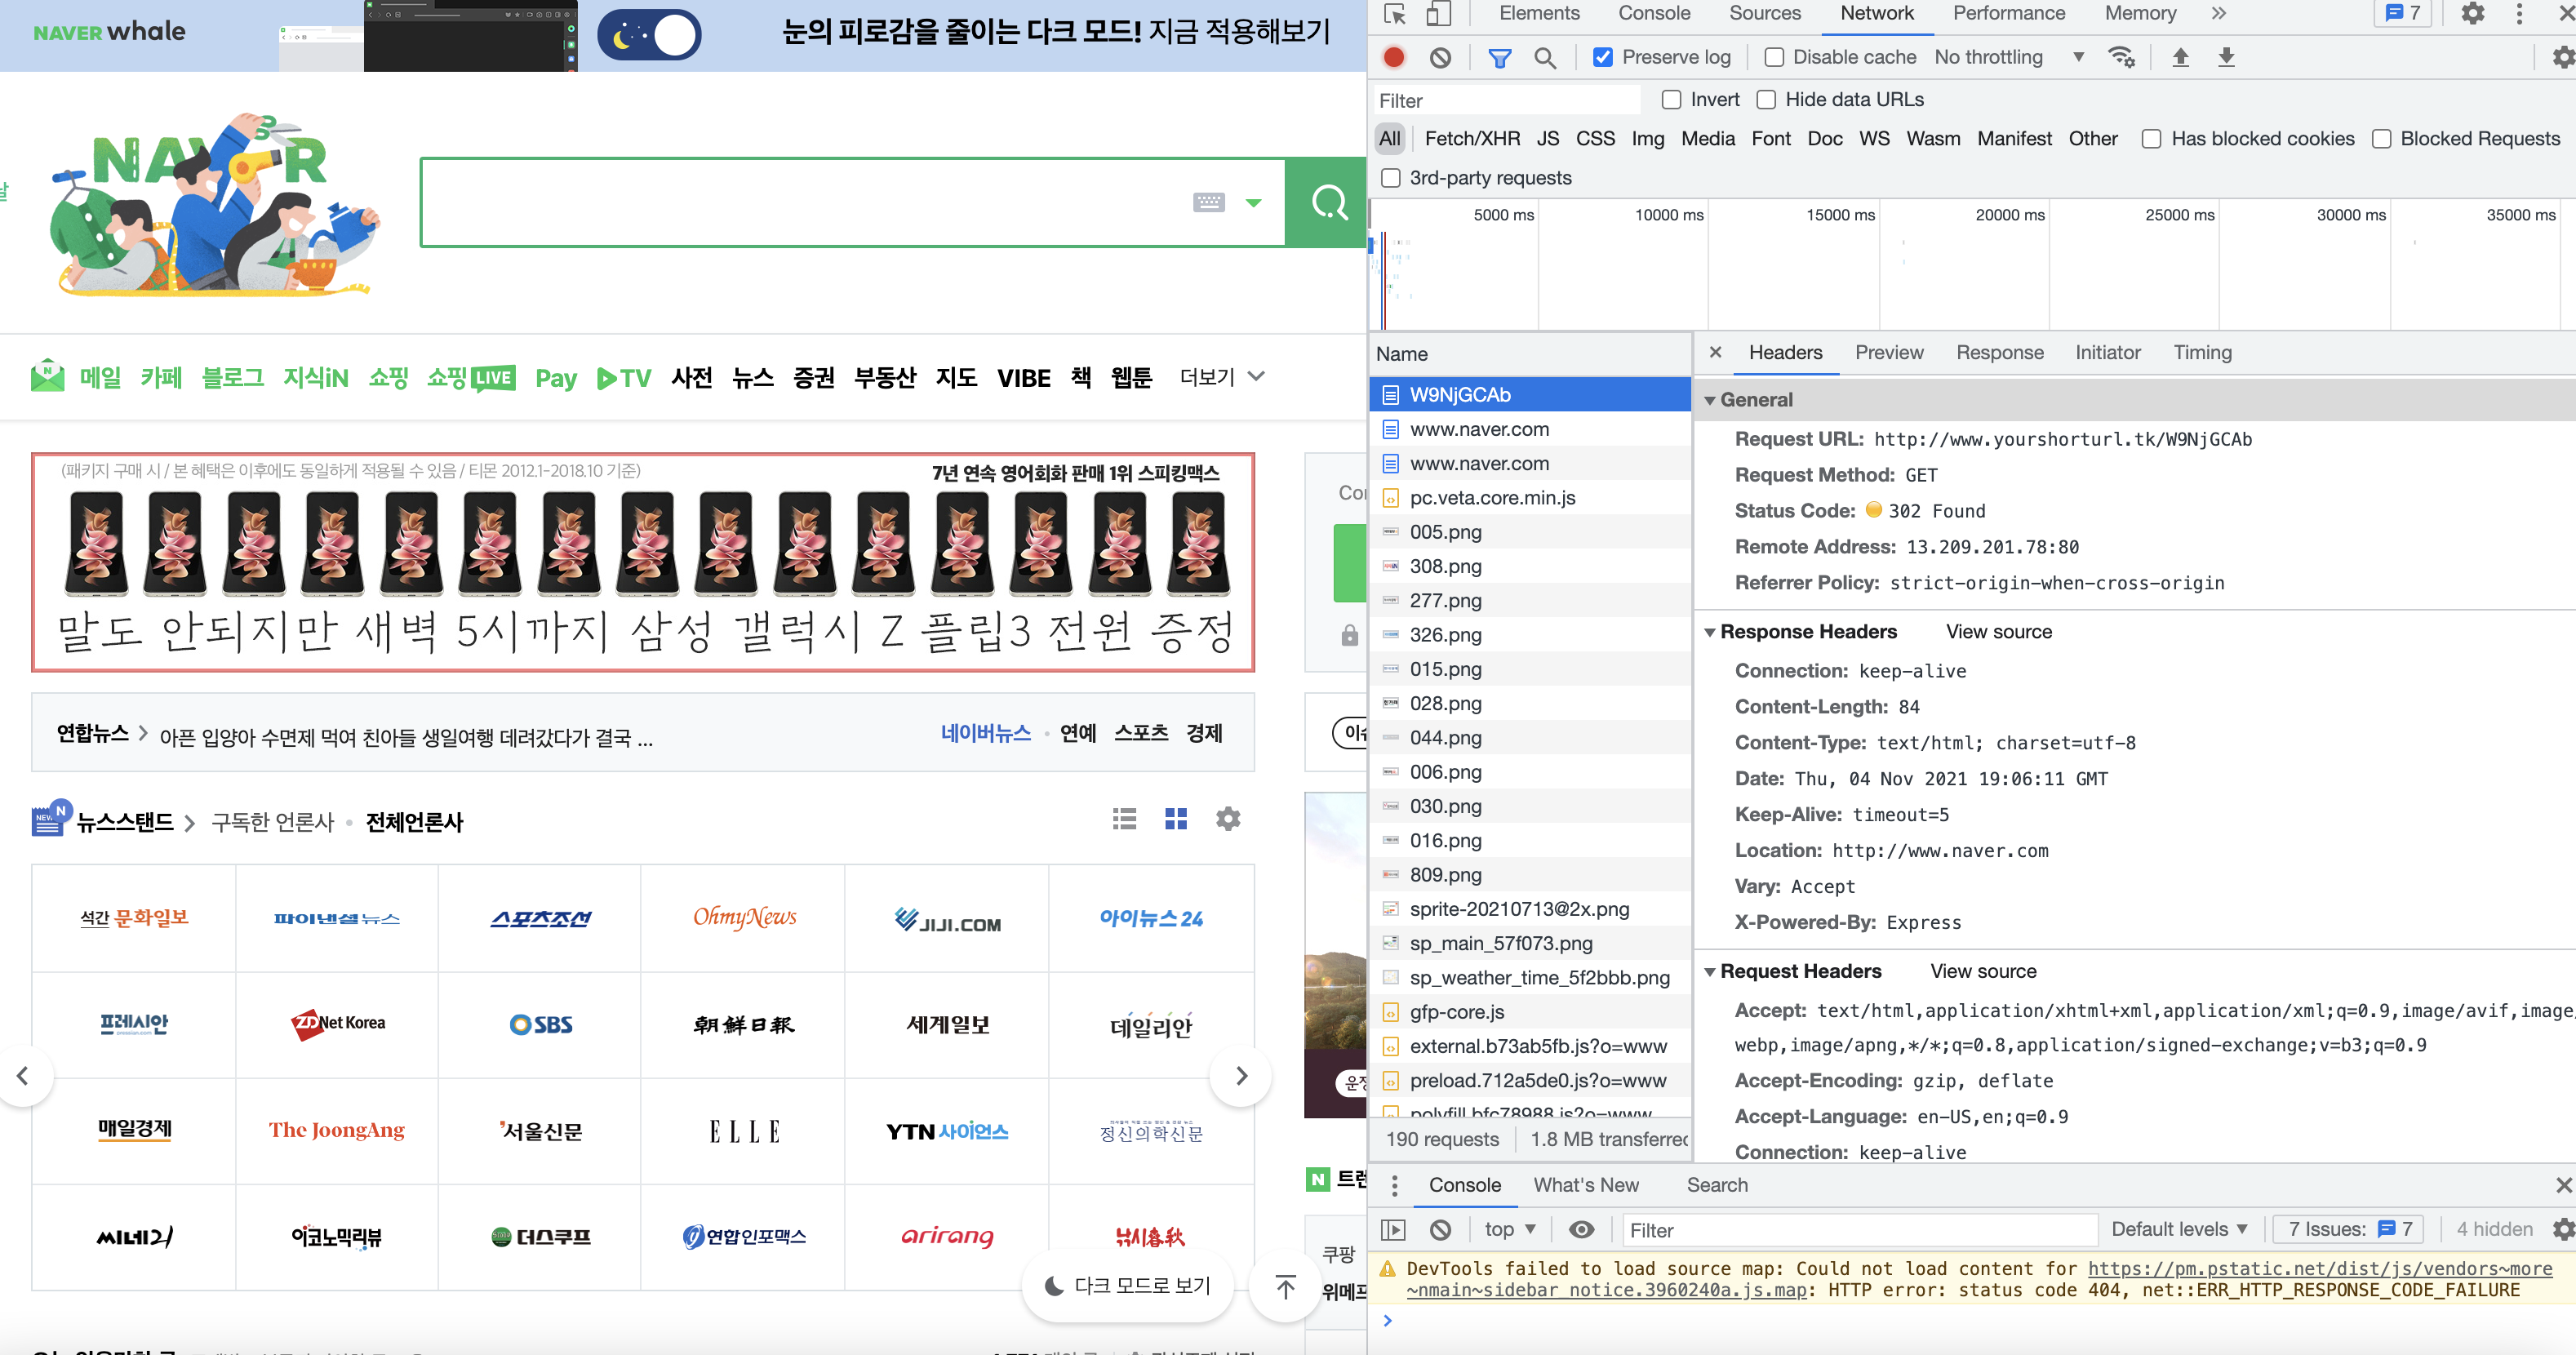 NAVER whale
눈의 피로감을 줄이는 다크 모드! 지금 적용해보기
NAVER
메일 카페 블로그 지식iN 쇼핑 쇼핑LIVE Pay TV 사전 뉴스 증권 부동산 지도 VIBE 책 웹툰 더보기
(패키지 구매 시 / 본 혜택은 이후에도 동일하게 적용될 수 있음 / 티몬 2012.1-2018.10 기준)
7년 연속 영어회화 판매 1위 스피킹맥스
말도 안되지만 새벽 5시까지 삼성 갤럭시 Z 플립3 전원 증정
연합뉴스 > 아픈 입양아 수면제 먹여 친아들 생일여행 데려갔다가 결국 ...
네이버뉴스 • 연예 스포츠 경제
뉴스스탠드 > 구독한 언론사 • 전체언론사
석간 문화일보 파이낸셜뉴스 스포츠조선 OhmyNews JIJI.COM 아이뉴스24
프레시안 ZDNet Korea SBS 朝鮮日報 세계일보 데일리안
매일경제 The JoongAng 서울신문 ELLE YTN 사이언스 정신의학신문
씨네21 이코노믹리뷰 더스쿠프 연합인포맥스 arirang
다크 모드로 보기
쿠팡
Elements Console Sources Network Performance Memory » 7
Preserve log Disable cache No throttling
Filter Invert Hide data URLs
All Fetch/XHR JS CSS Img Media Font Doc WS Wasm Manifest Other Has blocked cookies Blocked Requests
3rd-party requests
5000 ms 10000 ms 15000 ms 20000 ms 25000 ms 30000 ms 35000 ms
Name
W9NjGCAb
www.naver.com
www.naver.com
pc.veta.core.min.js
005.png
308.png
277.png
326.png
015.png
028.png
044.png
006.png
030.png
016.png
809.png
sprite-20210713@2x.png
sp_main_57f073.png
sp_weather_time_5f2bbb.png
gfp-core.js
external.b73ab5fb.js?o=www
preload.712a5de0.js?o=www
polyfill.bfc78988.js?o=www
190 requests 1.8 MB transferred
Headers Preview Response Initiator Timing
General
Request URL: http://www.yourshorturl.tk/W9NjGCAb
Request Method: GET
Status Code: 302 Found
Remote Address: 13.209.201.78:80
Referrer Policy: strict-origin-when-cross-origin
Response Headers View source
Connection: keep-alive
Content-Length: 84
Content-Type: text/html; charset=utf-8
Date: Thu, 04 Nov 2021 19:06:11 GMT
Keep-Alive: timeout=5
Location: http://www.naver.com
Vary: Accept
X-Powered-By: Express
Request Headers View source
Accept: text/html,application/xhtml+xml,application/xml;q=0.9,image/avif,image/
webp,image/apng,*/*;q=0.8,application/signed-exchange;v=b3;q=0.9
Accept-Encoding: gzip, deflate
Accept-Language: en-US,en;q=0.9
Connection: keep-alive
Console What's New Search
top Filter Default levels 7 Issues: 7 4 hidden
DevTools failed to load source map: Could not load content for https://pm.pstatic.net/dist/js/vendors~more
~nmain~sidebar_notice.3960240a.js.map: HTTP error: status code 404, net::ERR_HTTP_RESPONSE_CODE_FAILURE